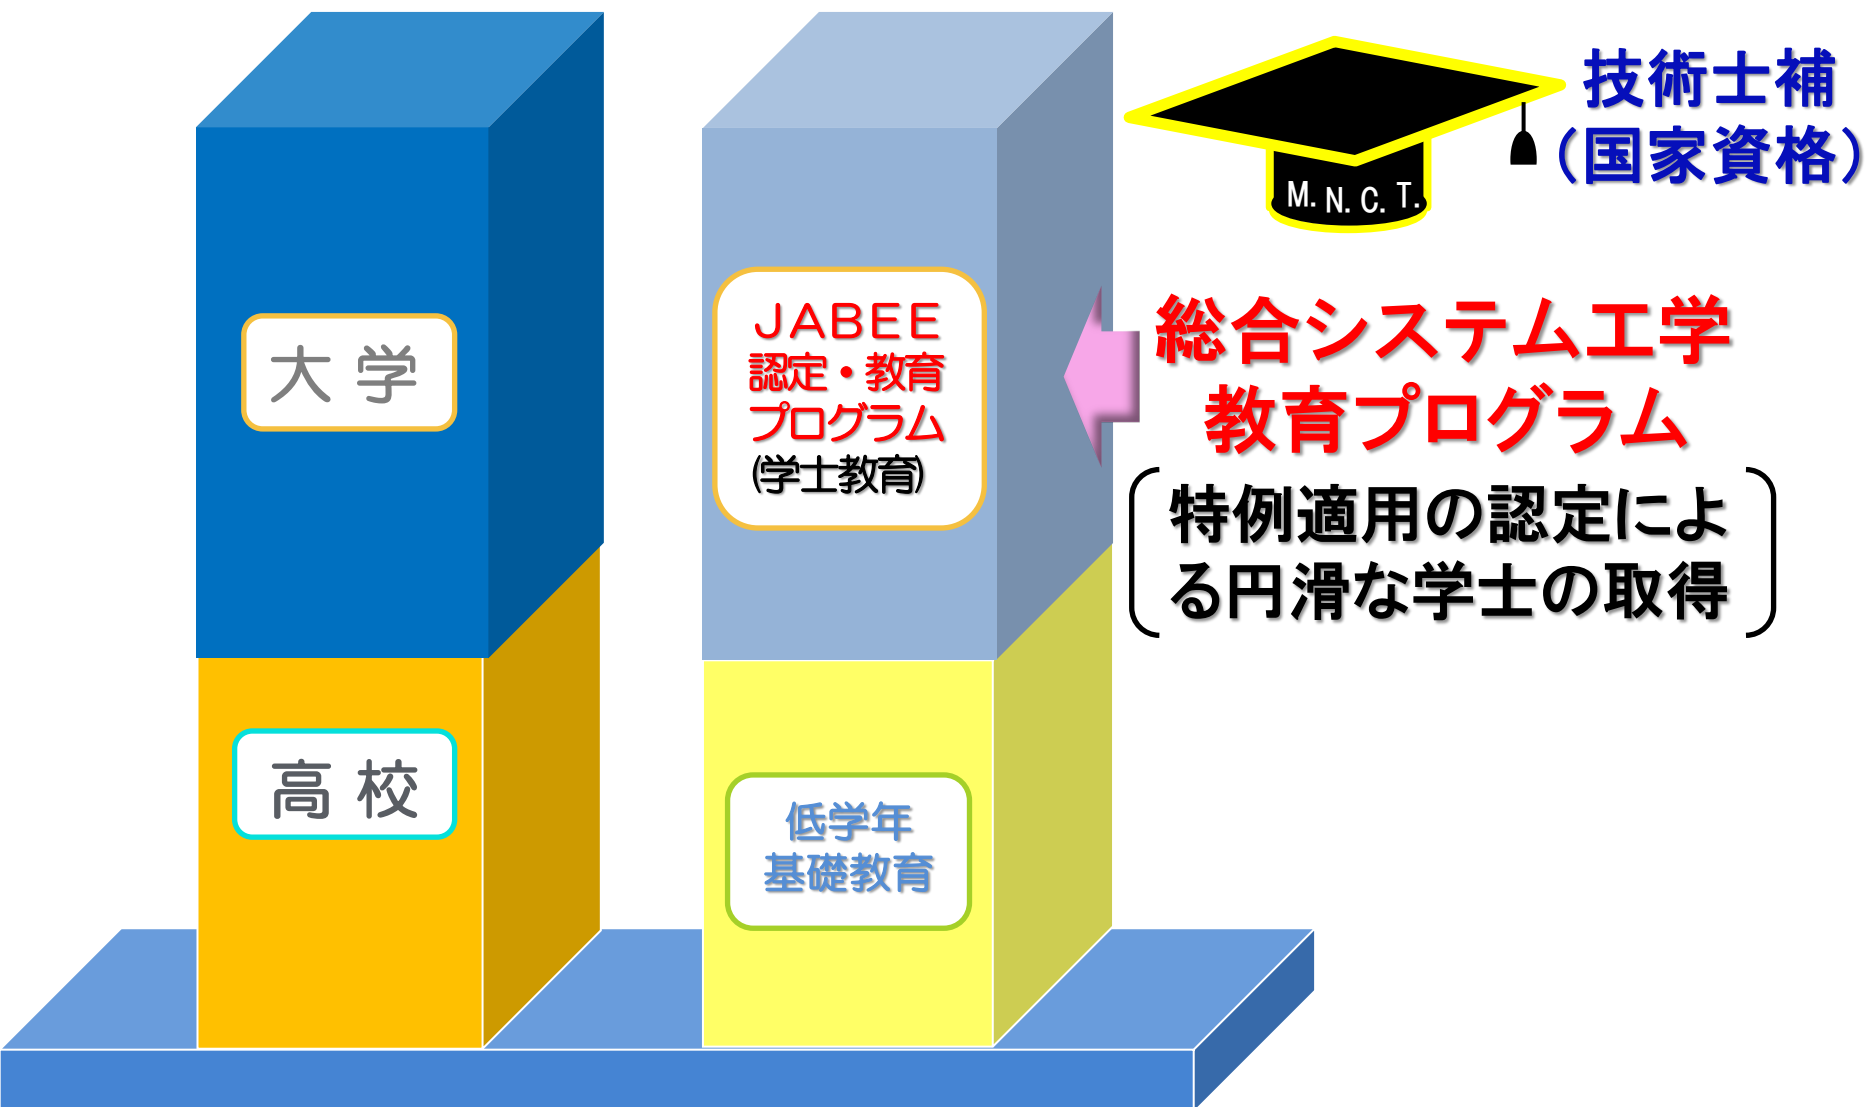 大学
高校
ＪＡＢＥＥ
認定・教育
プログラム
(学士教育)
低学年
基礎教育
M.N.C.T.
技術士補
（国家資格）
総合システム工学
教育プログラム
特例適用の認定によ
る円滑な学士の取得